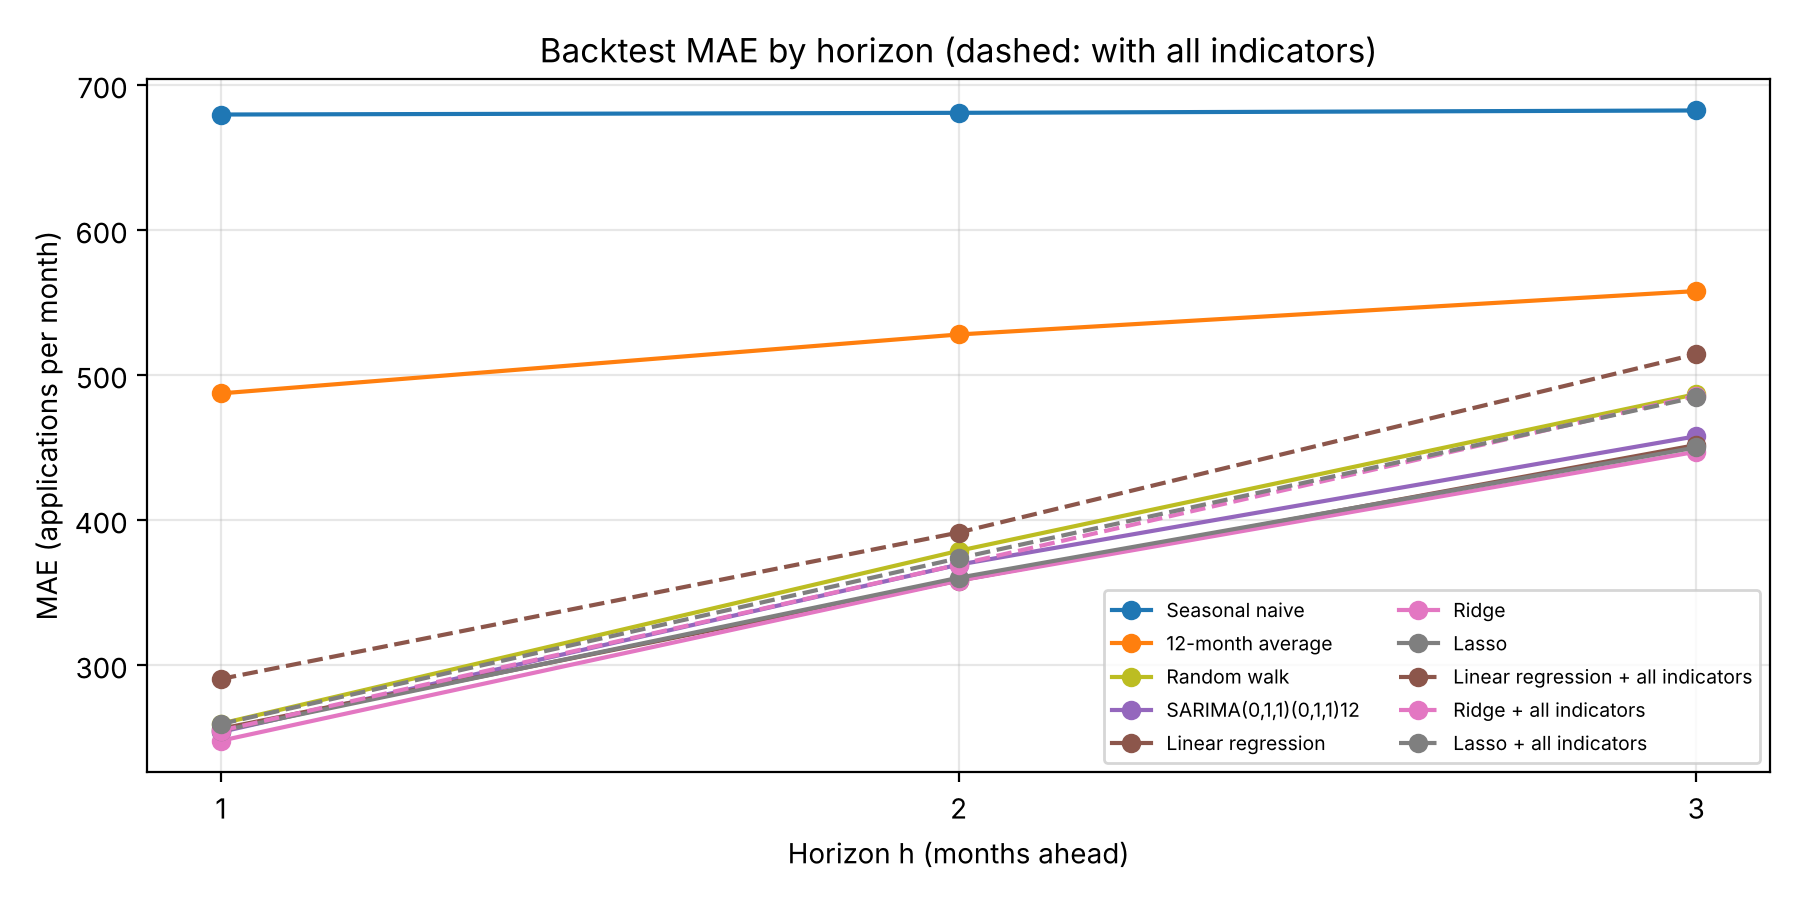 Backtest MAE by horizon (dashed: with all indicators)
MAE (applications per month)
700
600
500
400
300
1
2
3
Horizon h (months ahead)
Seasonal naive
12-month average
Random walk
SARIMA(0,1,1)(0,1,1)12
Linear regression
Ridge
Lasso
Linear regression + all indicators
Ridge + all indicators
Lasso + all indicators